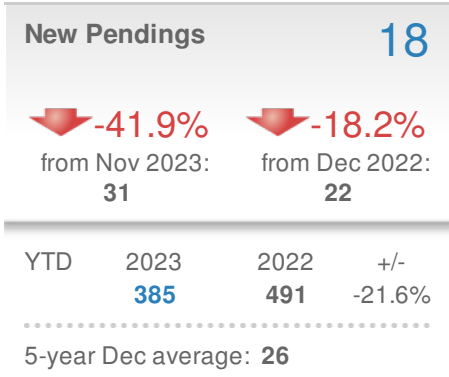 New Pendings 18
-41.9% -18.2%
from Nov 2023: from Dec 2022:
31 22
YTD 2023 2022 +/-
385 491 -21.6%
5-year Dec average: 26